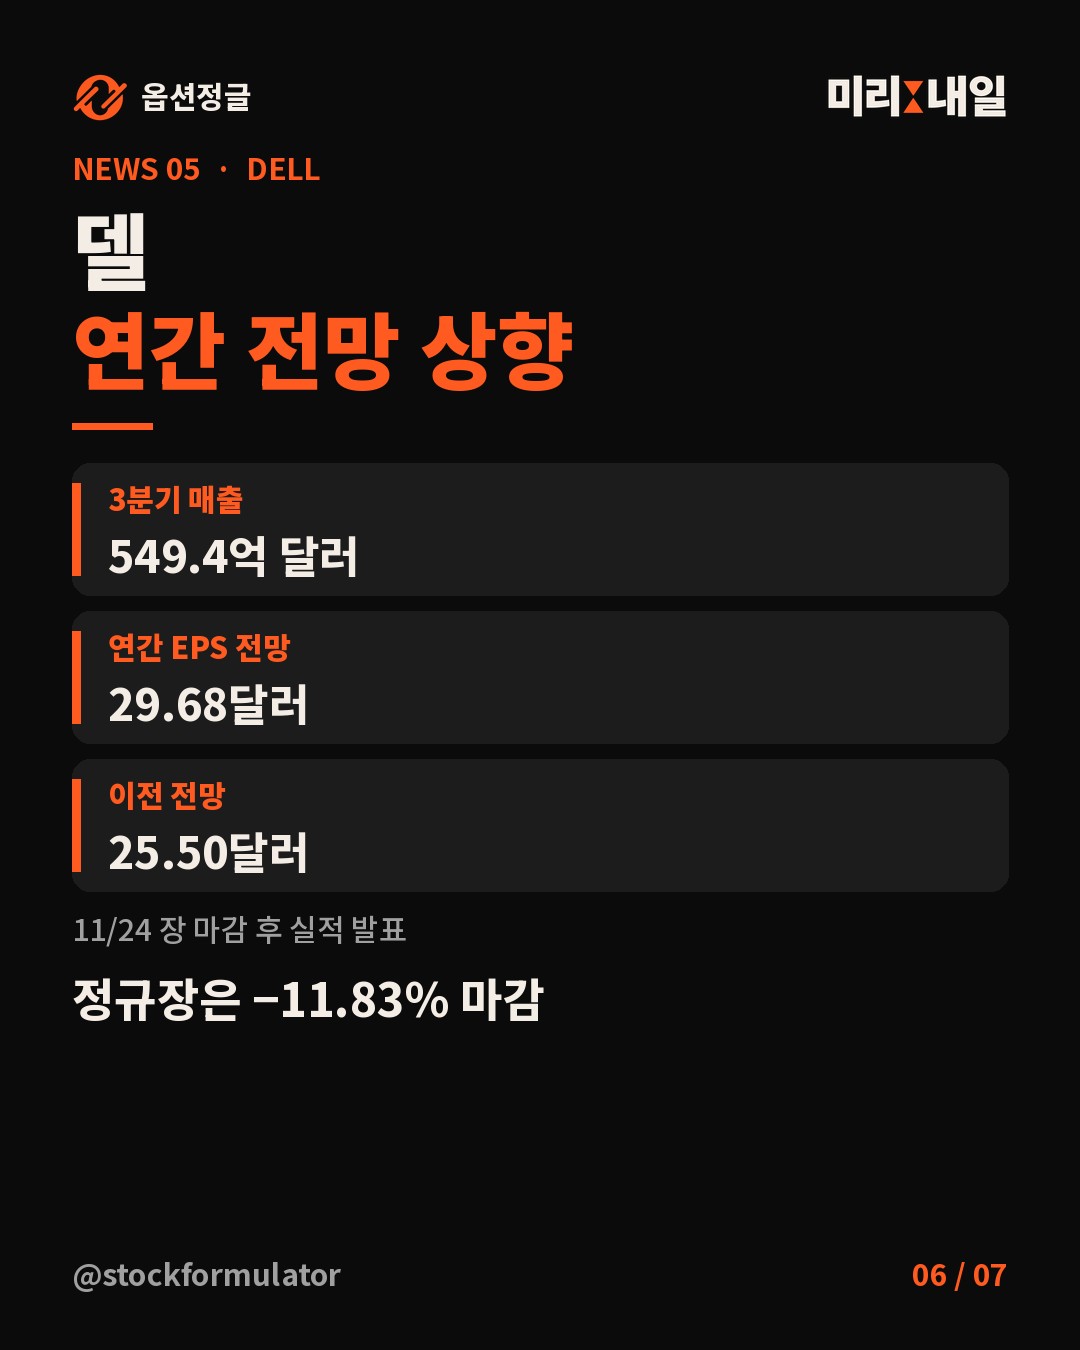 옵션정글
미리 내일
NEWS 05 · DELL
델
연간 전망 상향
3분기 매출
549.4억 달러
연간 EPS 전망
29.68달러
이전 전망
25.50달러
11/24 장 마감 후 실적 발표
정규장은 −11.83% 마감
@stockformulator
06 / 07